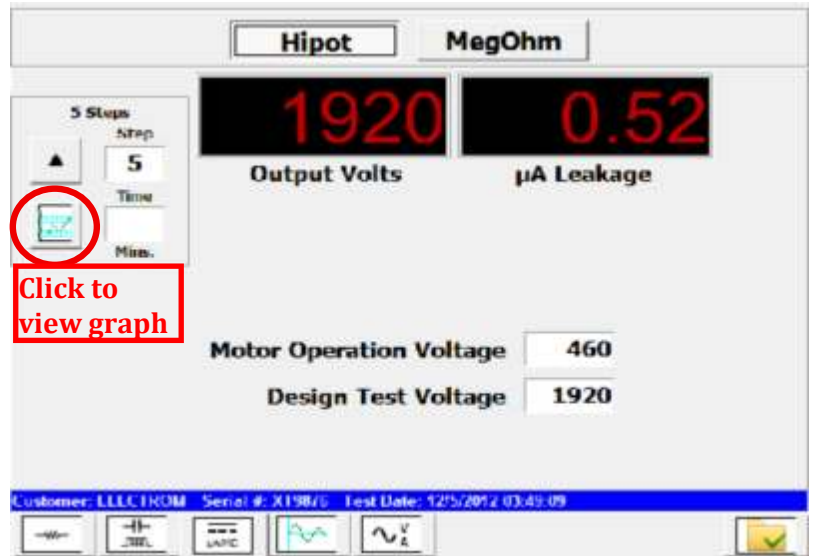 Hipot MegOhm
5 Steps
Step
5
1920 0.52
Output Volts µA Leakage
Time
Mins.
Click to
view graph
Motor Operation Voltage 460
Design Test Voltage 1920
Customer: ELECTROM Serial #: X19876 Test Date: 12/5/2012 03:49:09